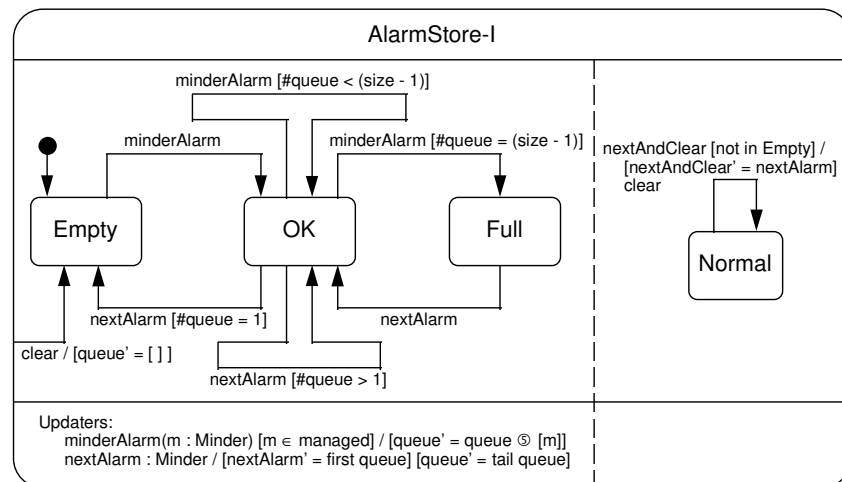 AlarmStore-I
minderAlarm [#queue < (size - 1)]
minderAlarm
minderAlarm [#queue = (size - 1)]
Empty
OK
Full
nextAlarm [#queue = 1]
nextAlarm
clear / [queue' = [ ] ]
nextAlarm [#queue > 1]
nextAndClear [not in Empty] /
[nextAndClear' = nextAlarm]
clear
Normal
Updaters:
minderAlarm(m : Minder) [m ∈ managed] / [queue' = queue Ⓢ [m]]
nextAlarm : Minder / [nextAlarm' = first queue] [queue' = tail queue]